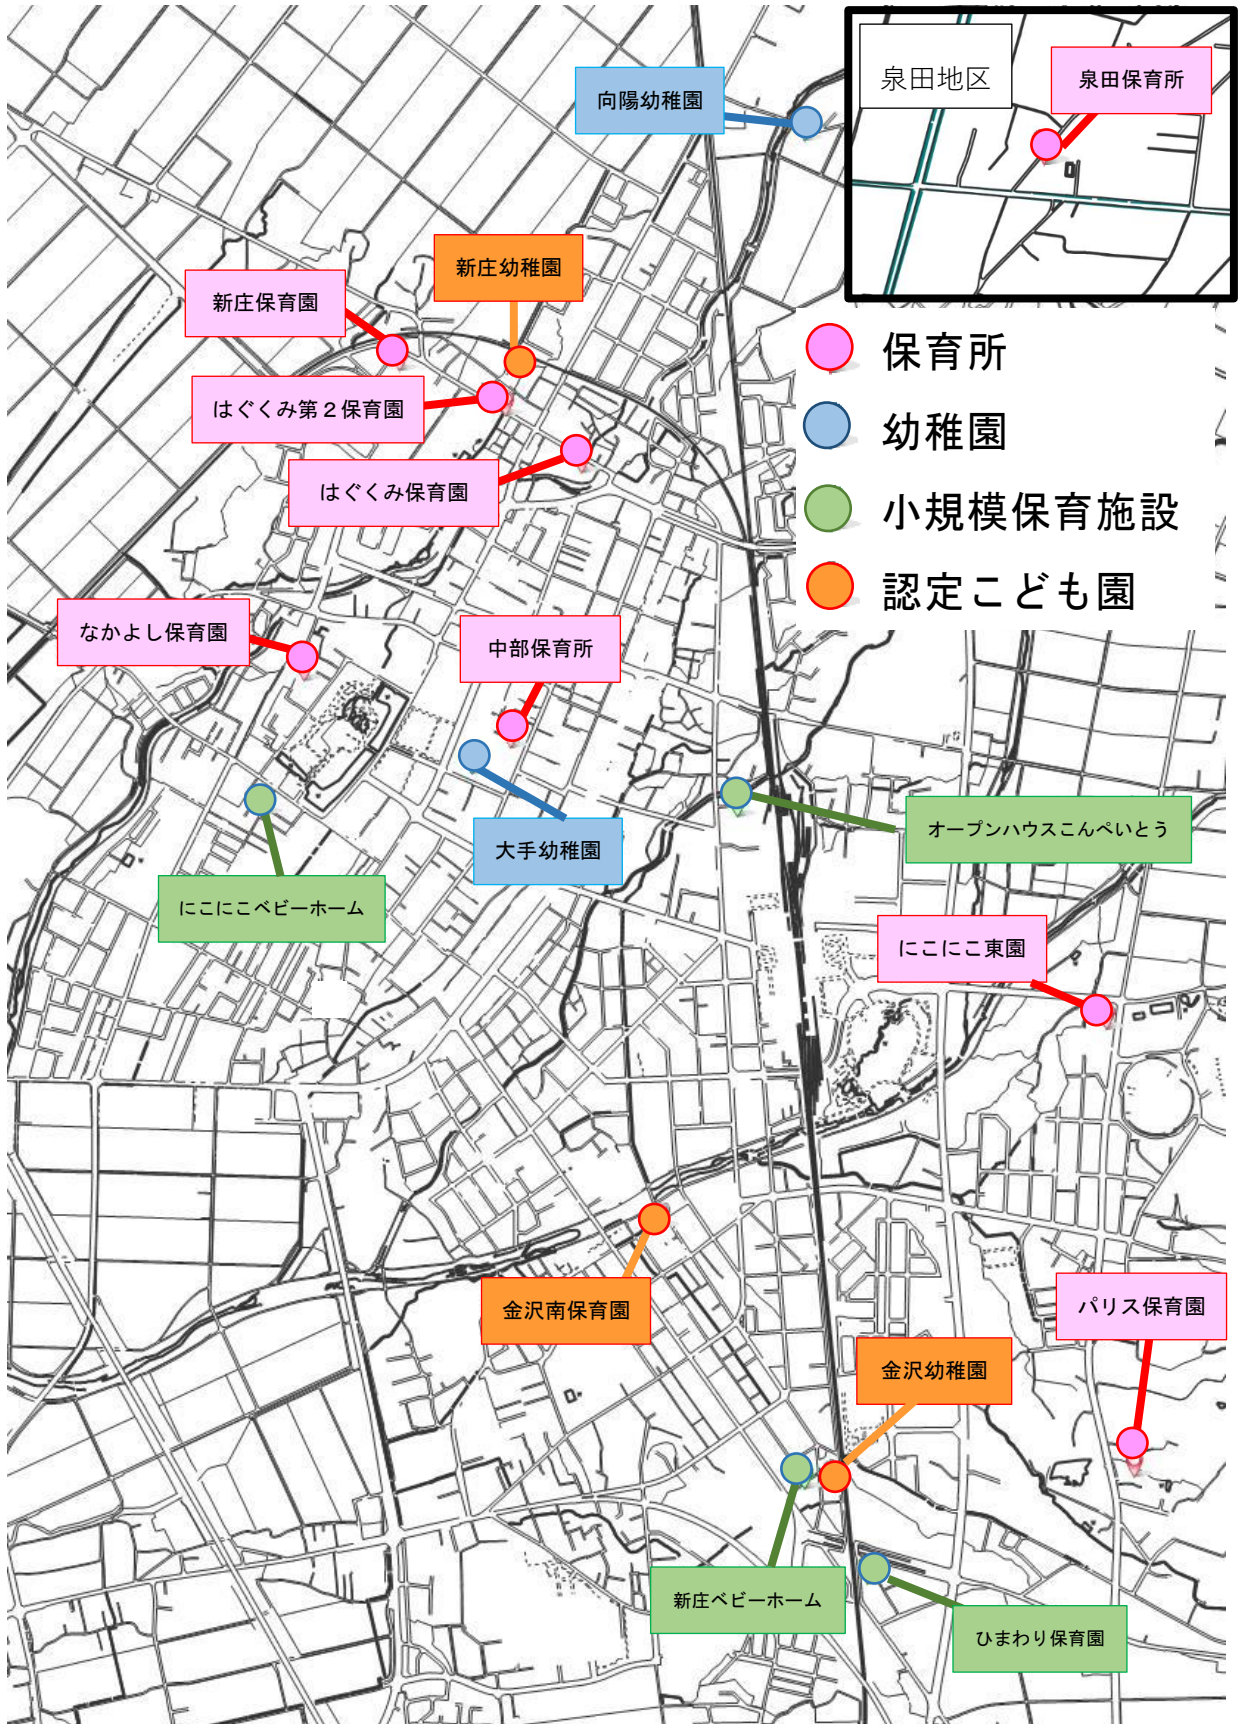 向陽幼稚園
泉田地区
泉田保育所
新庄幼稚園
新庄保育園
はぐくみ第２保育園
はぐくみ保育園
保育所
幼稚園
小規模保育施設
認定こども園
なかよし保育園
中部保育所
大手幼稚園
オープンハウスこんぺいとう
にこにこベビーホーム
にこにこ東園
金沢南保育園
パリス保育園
金沢幼稚園
新庄ベビーホーム
ひまわり保育園